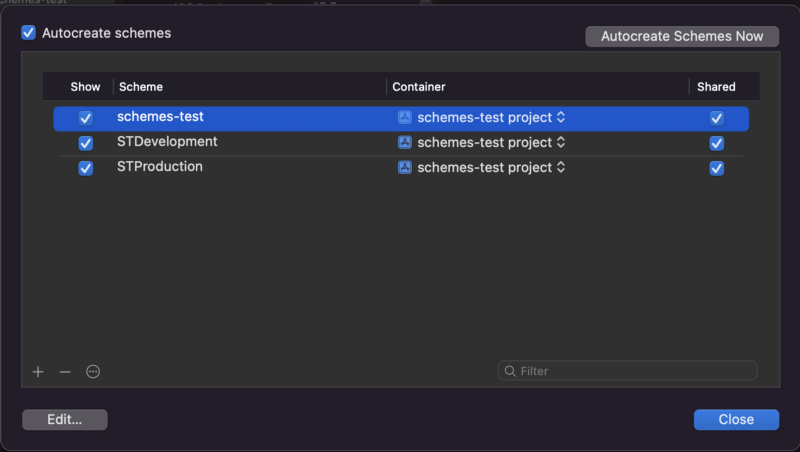 Autocreate schemes
Autocreate Schemes Now
Show Scheme Container Shared
schemes-test schemes-test project
STDevelopment schemes-test project
STProduction schemes-test project
Filter
Edit...
Close